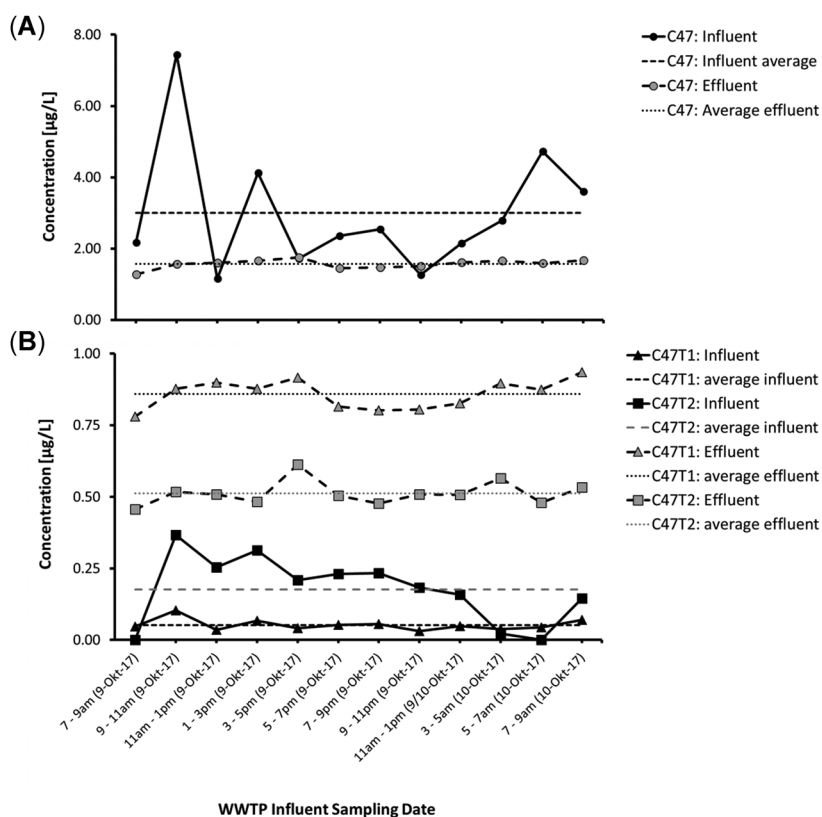 (A)
8.00
6.00
4.00
2.00
0.00
Concentration [µg/L]
C47: Influent
C47: Influent average
C47: Effluent
C47: Average effluent
(B)
1.00
0.75
0.50
0.25
0.00
Concentration [µg/L]
C47T1: Influent
C47T1: average influent
C47T2: Influent
C47T2: average influent
C47T1: Effluent
C47T1: average effluent
C47T2: Effluent
C47T2: average effluent
7 - 9am (9-Okt-17)
9 - 11am (9-Okt-17)
11am - 1pm (9-Okt-17)
1 - 3pm (9-Okt-17)
3 - 5pm (9-Okt-17)
5 - 7pm (9-Okt-17)
7 - 9pm (9-Okt-17)
9 - 11pm (9-Okt-17)
11am - 1pm (9/10-Okt-17)
3 - 5am (10-Okt-17)
5 - 7am (10-Okt-17)
7 - 9am (10-Okt-17)
WWTP Influent Sampling Date